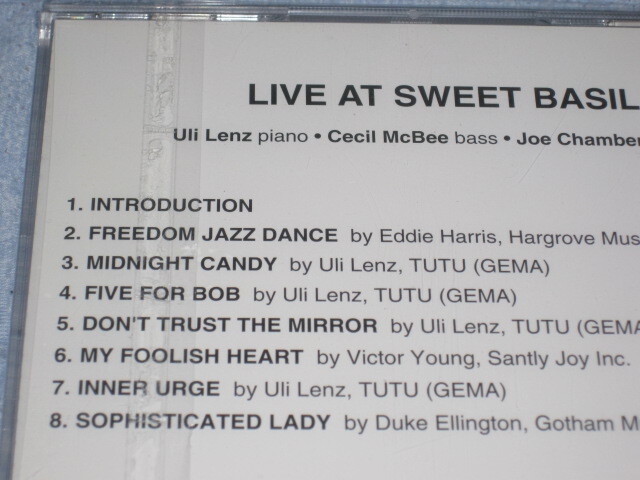 LIVE AT SWEET BASIL
Uli Lenz piano • Cecil McBee bass • Joe Chamber
1. INTRODUCTION
2. FREEDOM JAZZ DANCE by Eddie Harris, Hargrove Mus
3. MIDNIGHT CANDY by Uli Lenz, TUTU (GEMA)
4. FIVE FOR BOB by Uli Lenz, TUTU (GEMA)
5. DON'T TRUST THE MIRROR by Uli Lenz, TUTU (GEMA
6. MY FOOLISH HEART by Victor Young, Santly Joy Inc.
7. INNER URGE by Uli Lenz, TUTU (GEMA)
8. SOPHISTICATED LADY by Duke Ellington, Gotham M